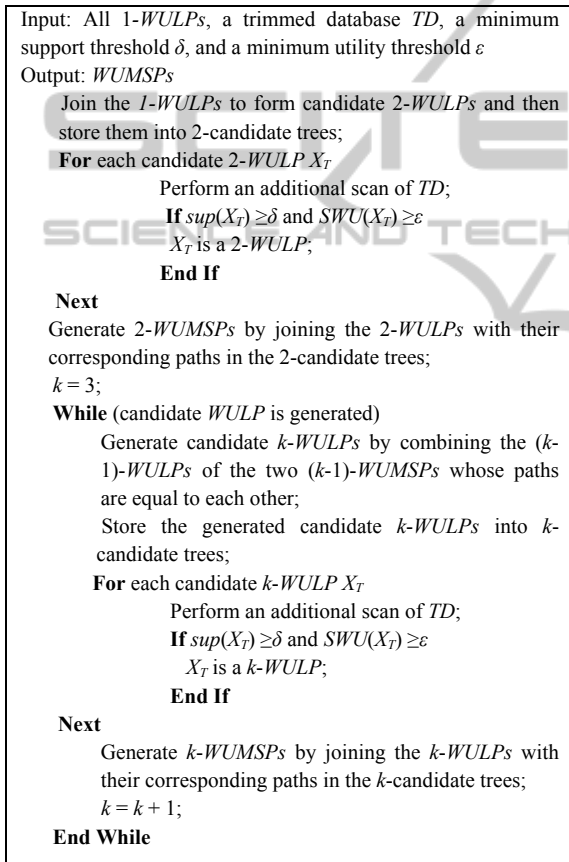 Input: All 1-WULPs, a trimmed database TD, a minimum
support threshold δ, and a minimum utility threshold ε
Output: WUMSPs
Join the 1-WULPs to form candidate 2-WULPs and then
store them into 2-candidate trees;
For each candidate 2-WULP X_T
Perform an additional scan of TD;
If sup(X_T) ≥δ and SWU(X_T) ≥ε
X_T is a 2-WULP;
End If
Next
Generate 2-WUMSPs by joining the 2-WULPs with their
corresponding paths in the 2-candidate trees;
k = 3;
While (candidate WULP is generated)
Generate candidate k-WULPs by combining the (k-
1)-WULPs of the two (k-1)-WUMSPs whose paths
are equal to each other;
Store the generated candidate k-WULPs into k-
candidate trees;
For each candidate k-WULP X_T
Perform an additional scan of TD;
If sup(X_T) ≥δ and SWU(X_T) ≥ε
X_T is a k-WULP;
End If
Next
Generate k-WUMSPs by joining the k-WULPs with
their corresponding paths in the k-candidate trees;
k = k + 1;
End While
SCITE
SCIENCE AND TECH